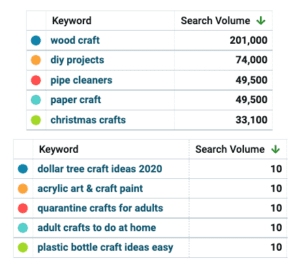 Keyword Search Volume ↓
wood craft 201,000
diy projects 74,000
pipe cleaners 49,500
paper craft 49,500
christmas crafts 33,100
Keyword Search Volume ↓
dollar tree craft ideas 2020 10
acrylic art & craft paint 10
quarantine crafts for adults 10
adult crafts to do at home 10
plastic bottle craft ideas easy 10